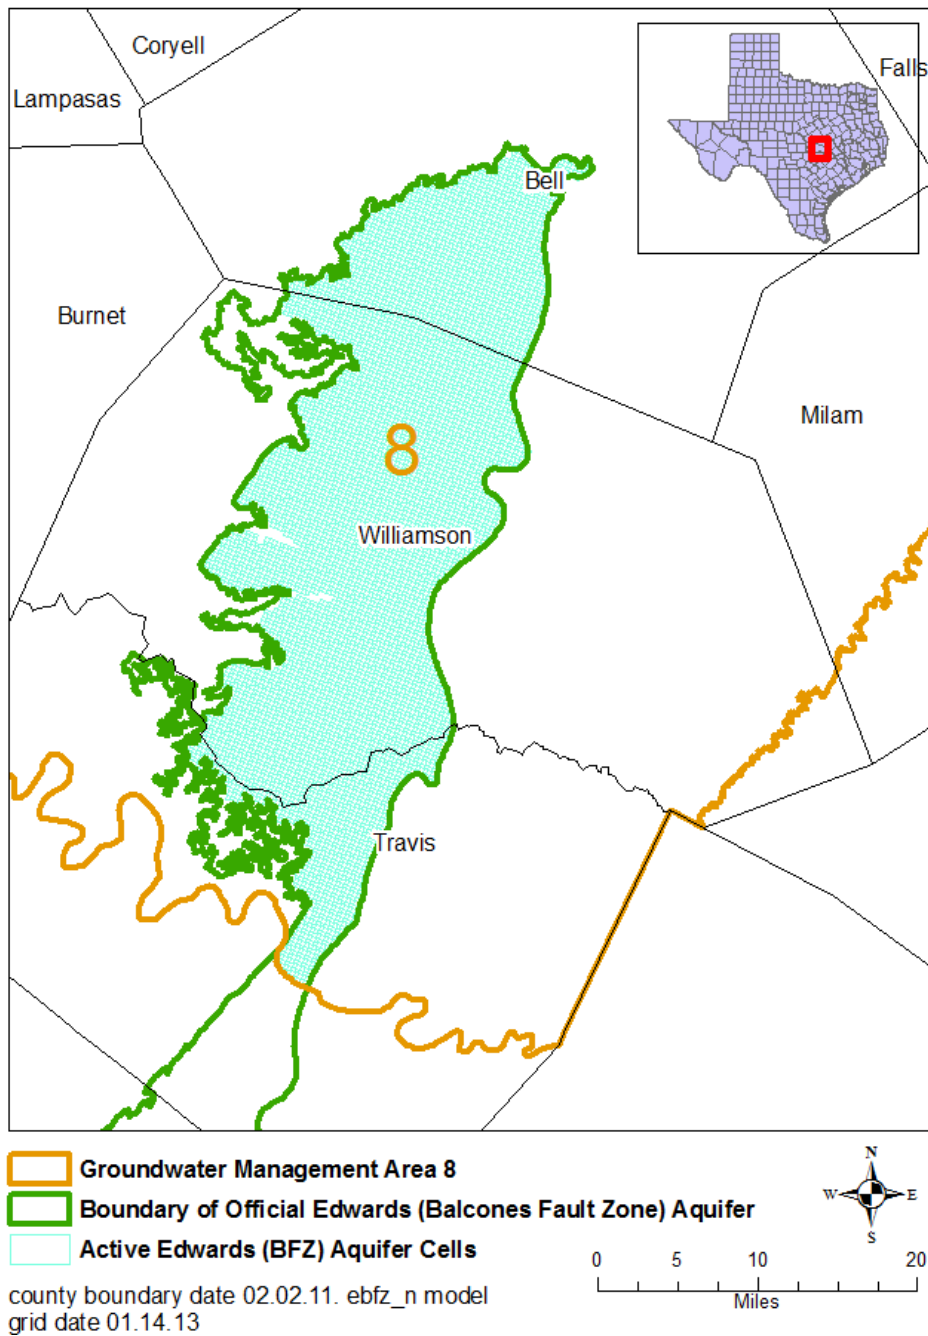 Coryell
Falls
Lampasas
Bell
Burnet
Milam
8
Williamson
Travis
Groundwater Management Area 8
Boundary of Official Edwards (Balcones Fault Zone) Aquifer
Active Edwards (BFZ) Aquifer Cells
N
W E
S
0 5 10 20
Miles
county boundary date 02.02.11. ebfz_n model
grid date 01.14.13